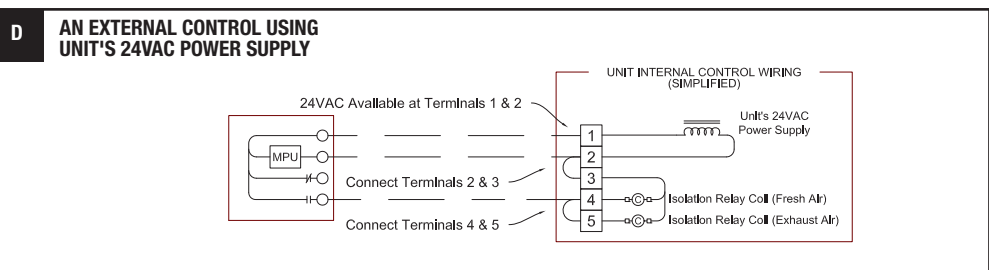 D
AN EXTERNAL CONTROL USING
UNIT'S 24VAC POWER SUPPLY
UNIT INTERNAL CONTROL WIRING
(SIMPLIFIED)
24VAC Available at Terminals 1 & 2
Unit's 24VAC
Power Supply
1
MPU
2
Connect Terminals 2 & 3
3
4
C
Isolation Relay Coil (Fresh Air)
Connect Terminals 4 & 5
5
C
Isolation Relay Coil (Exhaust Air)